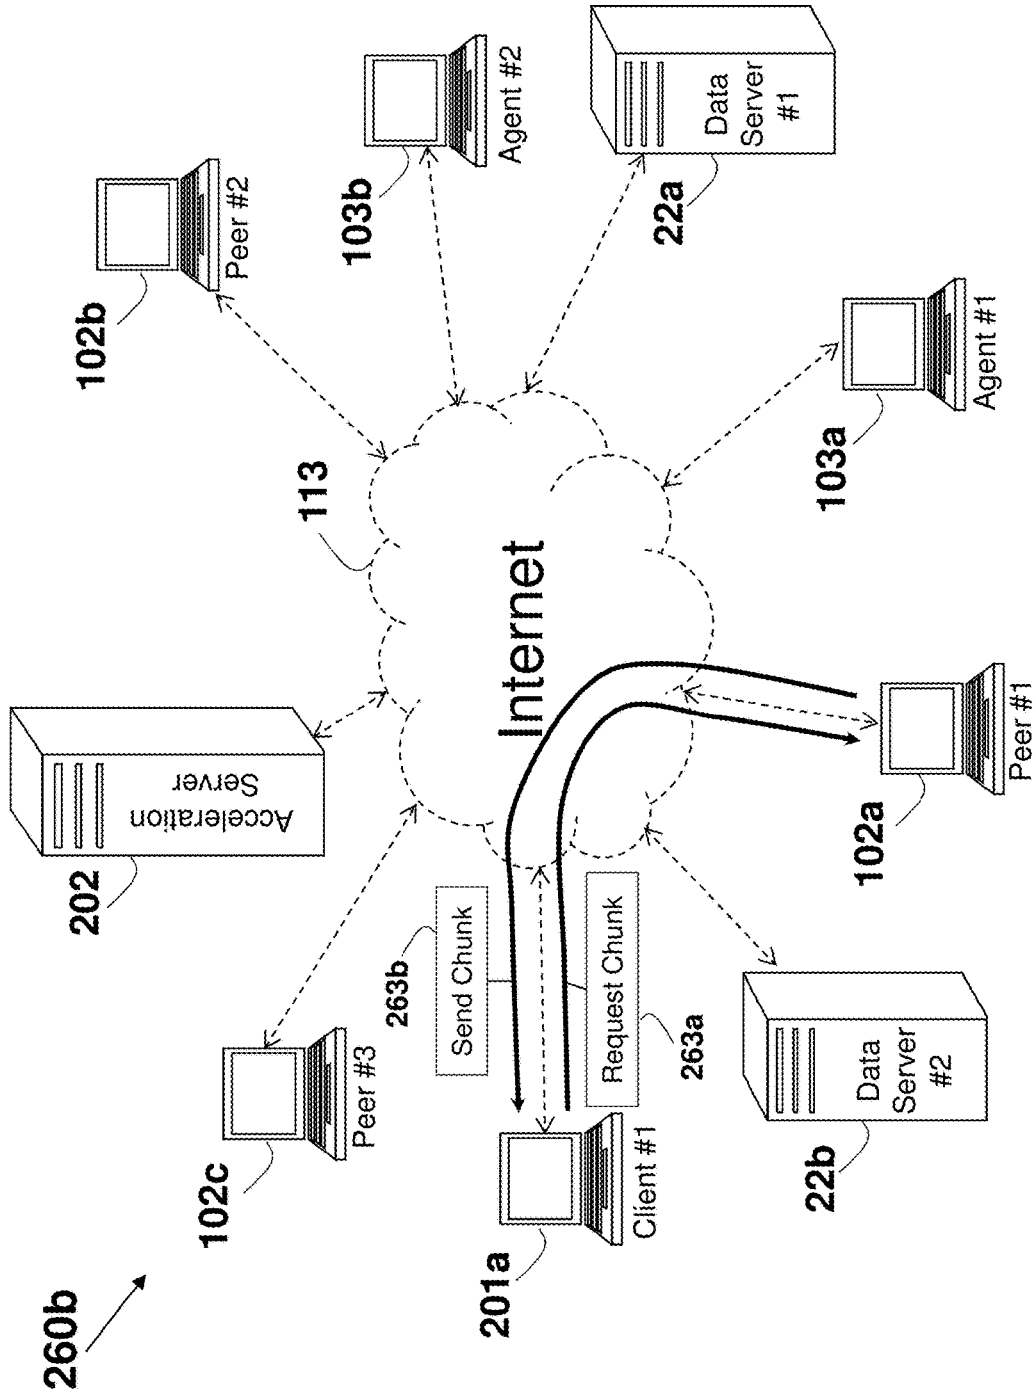 260b
102c
Peer #3
202
Acceleration
Server
113
102b
Peer #2
103b
Agent #2
201a
Client #1
263b
Send Chunk
Request Chunk
263a
Internet
22a
Data
Server
#1
22b
Data
Server
#2
102a
Peer #1
103a
Agent #1